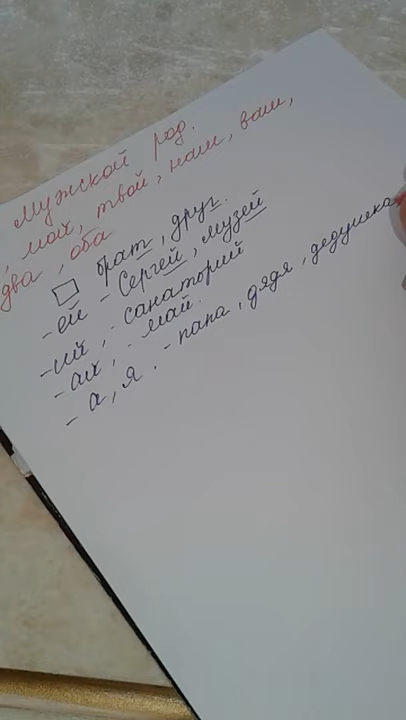 Мужской род.
, мой, твой, наш, ваш,
два, оба
□ брат, друг.
-ей - Сергей, музей
-ий, - санаторий
-ай, - май.
- а, я. - папа, дядя, дедушка